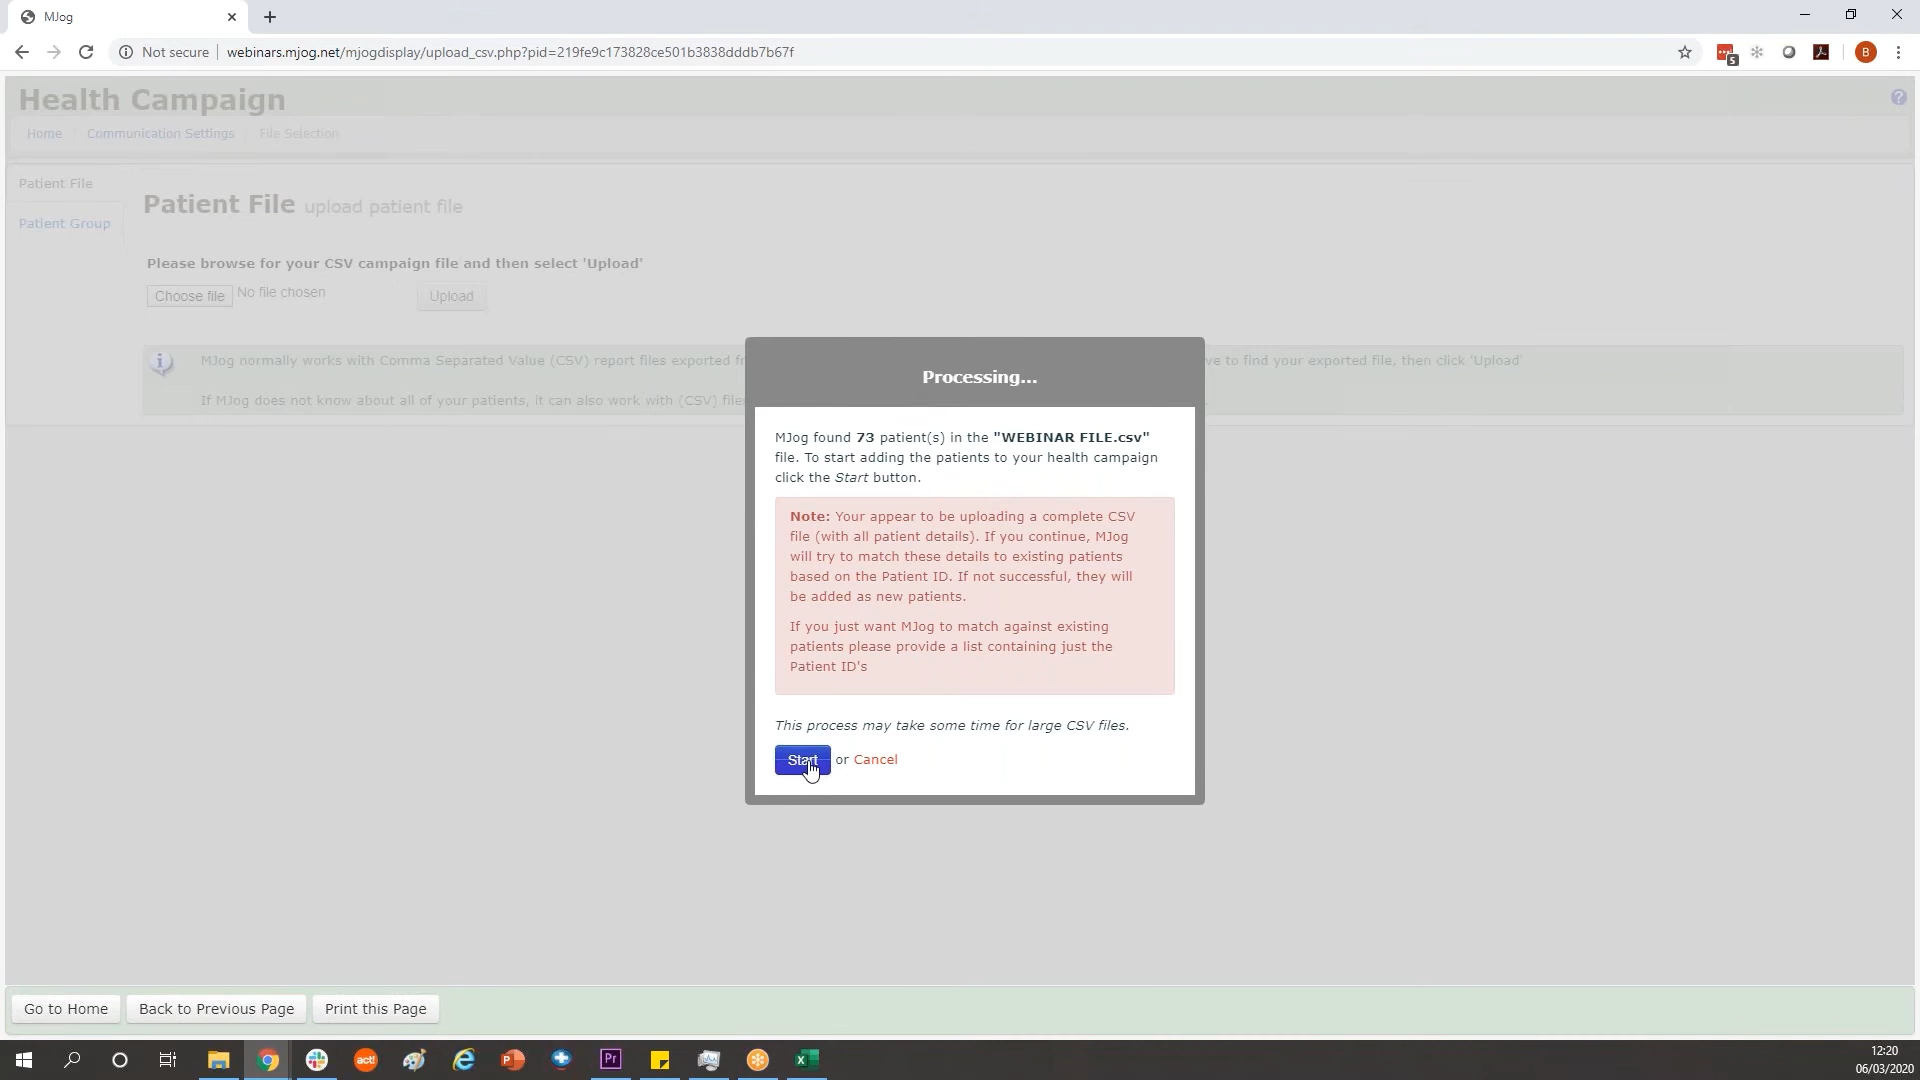 MJog
Not secure
webinars.mjog.net/mjogdisplay/upload_csv.php?pid=219fe9c173828ce501b3838dddb7b67f
5
B
Health Campaign
?
Home
Communication Settings
File Selection
Patient File
Patient Group
Patient File upload patient file
Please browse for your CSV campaign file and then select 'Upload'
Choose file No file chosen
Upload
MJog normally works with Comma Separated Value (CSV) report files exported
ve to find your exported file, then click 'Upload'
If MJog does not know about all of your patients, it can also work with (CSV)
Processing...
MJog found 73 patient(s) in the "WEBINAR FILE.csv"
file. To start adding the patients to your health campaign
click the Start button.
Note: Your appear to be uploading a complete CSV
file (with all patient details). If you continue, MJog
will try to match these details to existing patients
based on the Patient ID. If not successful, they will
be added as new patients.
If you just want MJog to match against existing
patients please provide a list containing just the
Patient ID's
This process may take some time for large CSV files.
Start or Cancel
Go to Home
Back to Previous Page
Print this Page
act!
Pr
12:20
06/03/2020